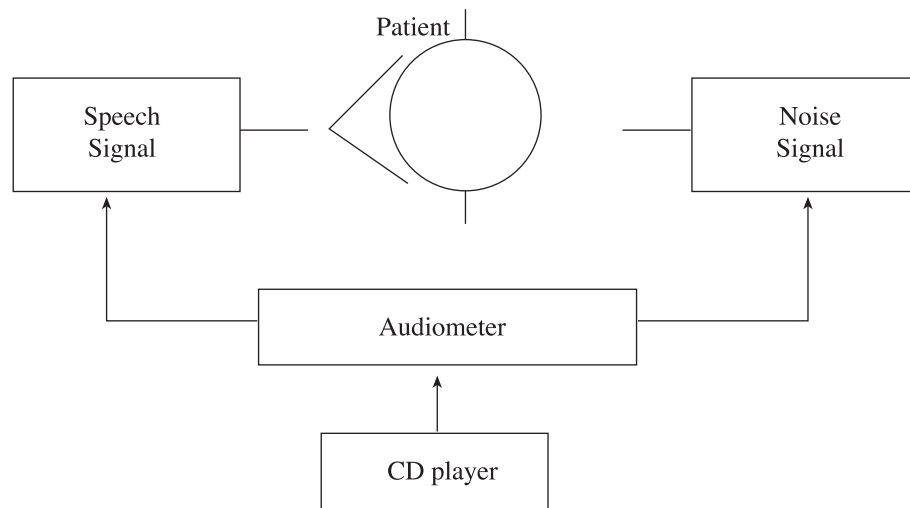 Patient
Speech
Signal
Noise
Signal
Audiometer
CD player